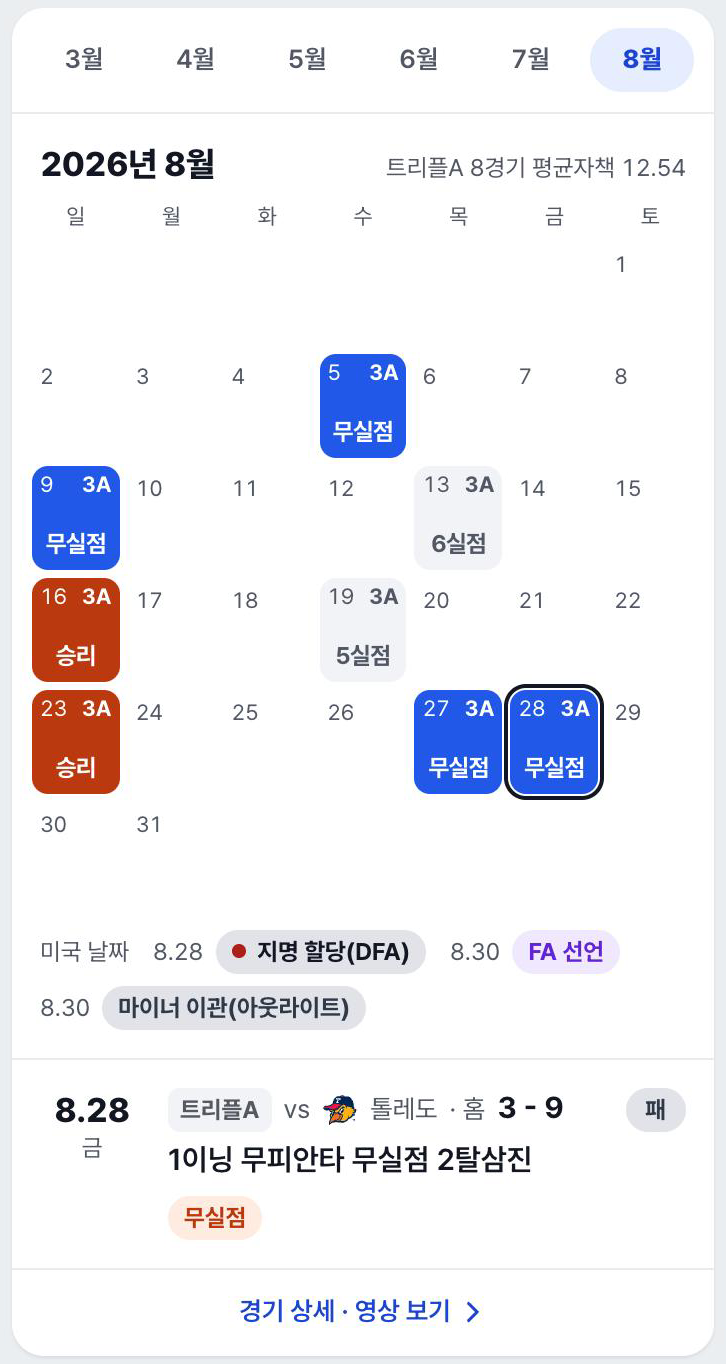 3월 4월 5월 6월 7월 8월
2026년 8월 트리플A 8경기 평균자책 12.54
일 월 화 수 목 금 토
1
2 3 4 5 3A 6 7 8
무실점
9 3A 10 11 12 13 3A 14 15
무실점 6실점
16 3A 17 18 19 3A 20 21 22
승리 5실점
23 3A 24 25 26 27 3A 28 3A 29
승리 무실점 무실점
30 31
미국 날짜 8.28 지명 할당(DFA) 8.30 FA 선언
8.30 마이너 이관(아웃라이트)
8.28 트리플A vs 톨레도 · 홈 3 - 9 패
금 1이닝 무피안타 무실점 2탈삼진
무실점
경기 상세 · 영상 보기 >